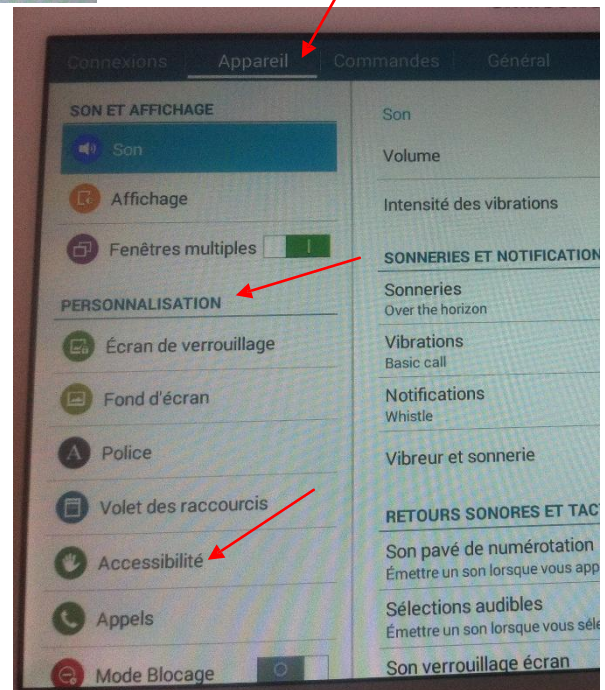 Connexions
Appareil
Commandes
Général
SON ET AFFICHAGE
Son
Affichage
Fenêtres multiples
PERSONNALISATION
Écran de verrouillage
Fond d'écran
Police
Volet des raccourcis
Accessibilité
Appels
Mode Blocage
Son
Volume
Intensité des vibrations
SONNERIES ET NOTIFICATION
Sonneries
Over the horizon
Vibrations
Basic call
Notifications
Whistle
Vibreur et sonnerie
RETOURS SONORES ET TACT
Son pavé de numérotation
Émettre un son lorsque vous app
Sélections audibles
Émettre un son lorsque vous séle
Son verrouillage écran